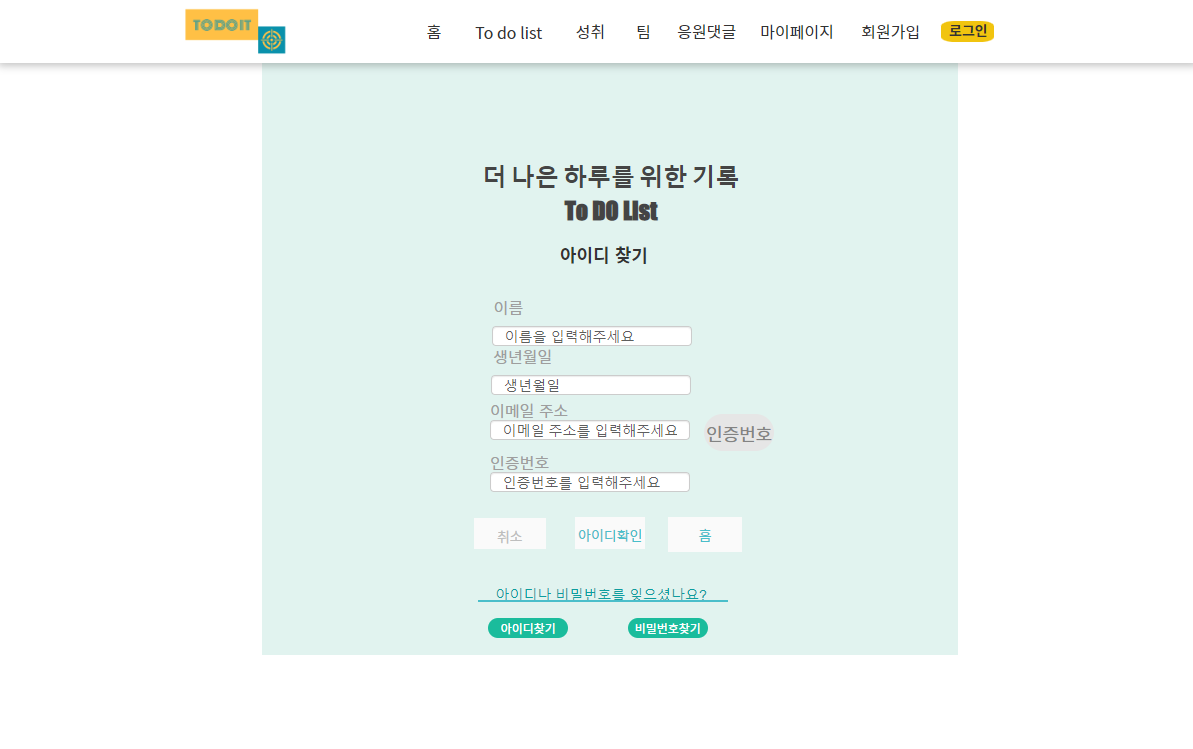 TODOIT
홈 To do list 성취 팀 응원댓글 마이페이지 회원가입 로그인
더 나은 하루를 위한 기록
To DO List
아이디 찾기
이름
이름을 입력해주세요
생년월일
생년월일
이메일 주소
이메일 주소를 입력해주세요 인증번호
인증번호
인증번호를 입력해주세요
취소 아이디확인 홈
아이디나 비밀번호를 잊으셨나요?
아이디찾기 비밀번호찾기